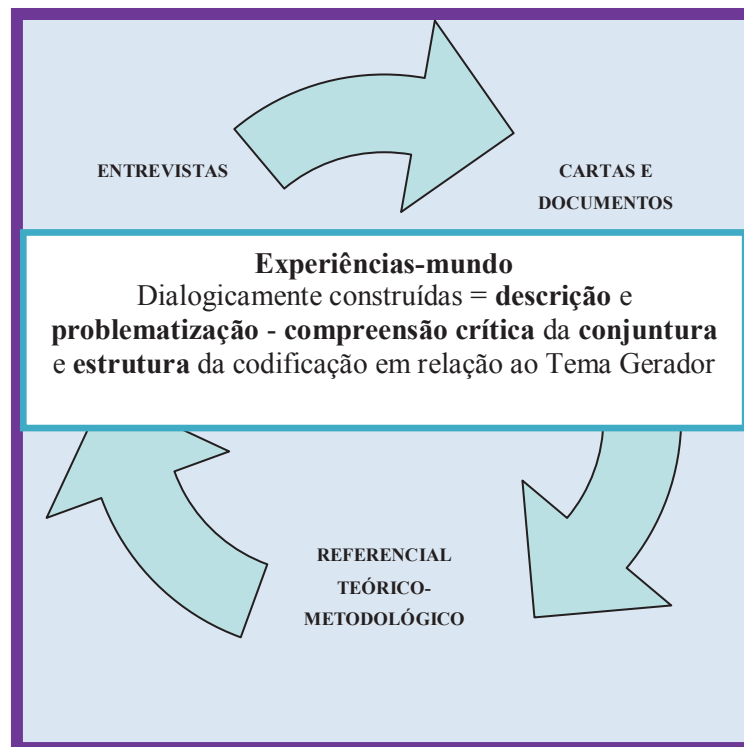 ENTREVISTAS
CARTAS E
DOCUMENTOS
Experiências-mundo
Dialogicamente construídas = descrição e
problematização - compreensão crítica da conjuntura
e estrutura da codificação em relação ao Tema Gerador
REFERENCIAL
TEÓRICO-
METODOLÓGICO